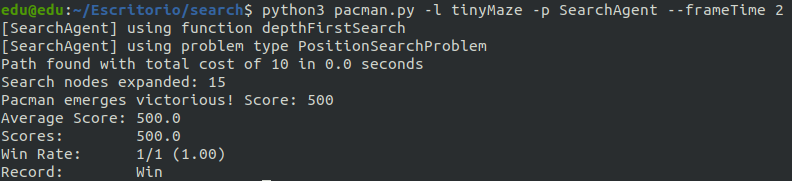 edu@edu:~/Escritorio/search$ python3 pacman.py -l tinyMaze -p SearchAgent --frameTime 2
[SearchAgent] using function depthFirstSearch
[SearchAgent] using problem type PositionSearchProblem
Path found with total cost of 10 in 0.0 seconds
Search nodes expanded: 15
Pacman emerges victorious! Score: 500
Average Score: 500.0
Scores:        500.0
Win Rate:      1/1 (1.00)
Record:        Win